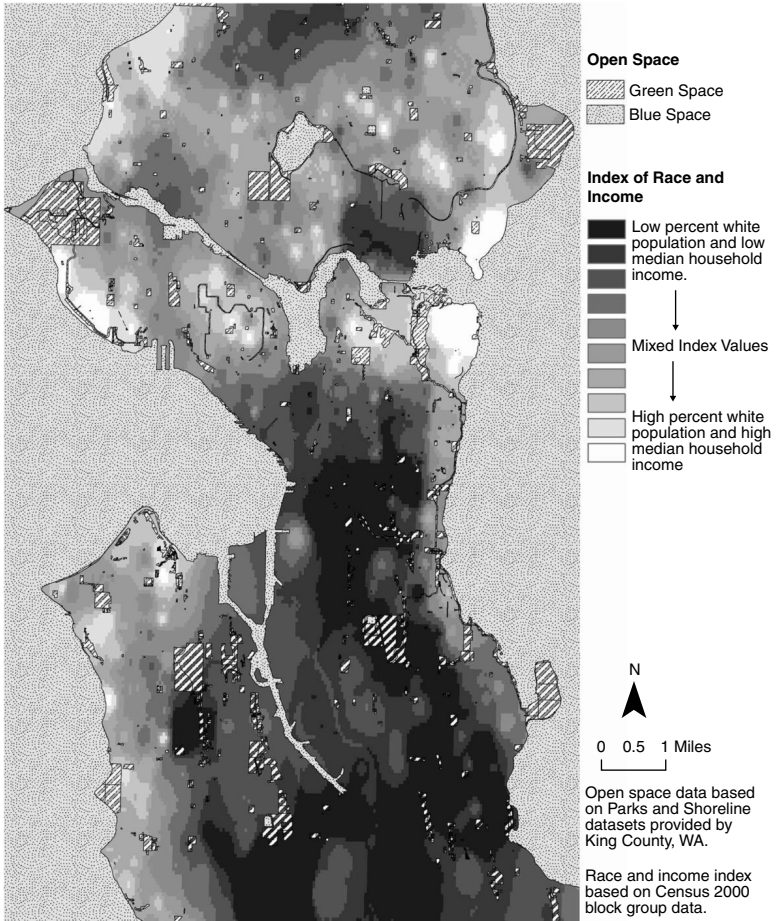 Open Space
Green Space
Blue Space
Index of Race and
Income
Low percent white
population and low
median household
income.
Mixed Index Values
High percent white
population and high
median household
income
N
0 0.5 1 Miles
Open space data based
on Parks and Shoreline
datasets provided by
King County, WA.
Race and income index
based on Census 2000
block group data.